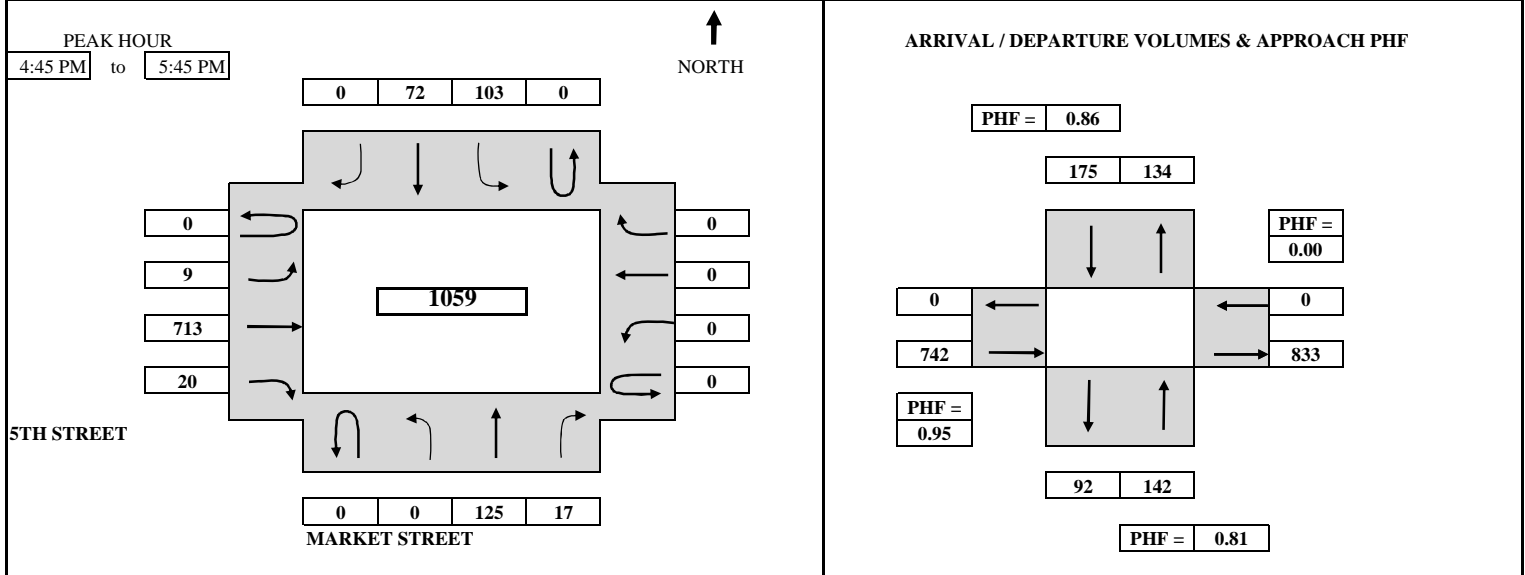 PEAK HOUR
4:45 PM to 5:45 PM
NORTH
0 72 103 0
0 0
9 0
1059
713 0
20 0
5TH STREET
0 0 125 17
MARKET STREET
ARRIVAL / DEPARTURE VOLUMES & APPROACH PHF
PHF = 0.86
175 134
PHF =
0.00
0 0
742 833
PHF =
0.95
92 142
PHF = 0.81